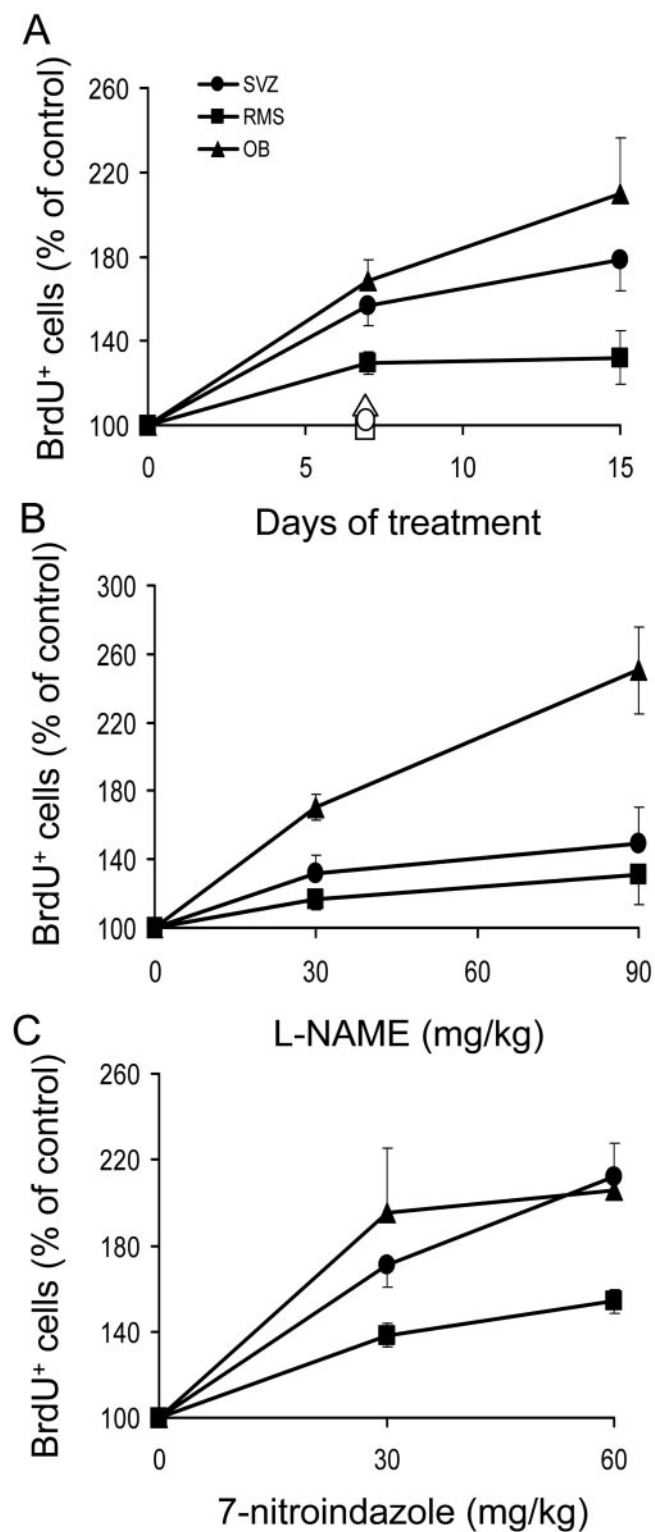 A
BrdU⁺ cells (% of control)
260
220
180
140
100
SVZ
RMS
OB
0 5 10 15
Days of treatment
B
BrdU⁺ cells (% of control)
300
260
220
180
140
100
0 30 60 90
L-NAME (mg/kg)
C
BrdU⁺ cells (% of control)
260
220
180
140
100
0 30 60
7-nitroindazole (mg/kg)